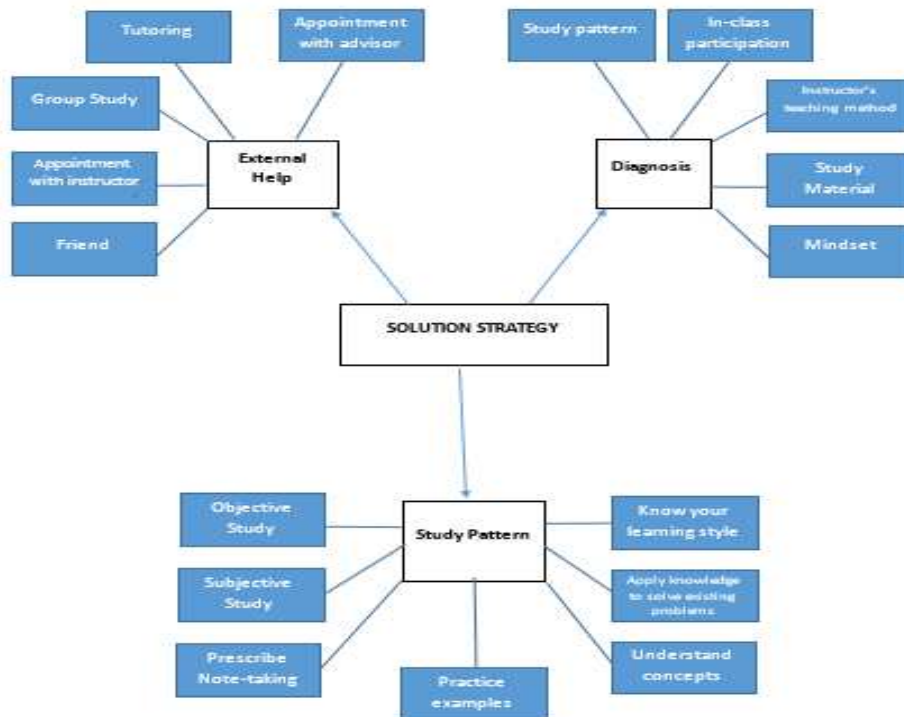 Tutoring
Appointment
with advisor
Study pattern
In-class
participation
Group Study
Instructor's
teaching method
External
Help
Diagnosis
Appointment
with instructor
Study
Material
Friend
Mindset
SOLUTION STRATEGY
Objective
Study
Know your
learning style
Study Pattern
Subjective
Study
Apply knowledge
to solve existing
problems
Prescribe
Note-taking
Practice
examples
Understand
concepts